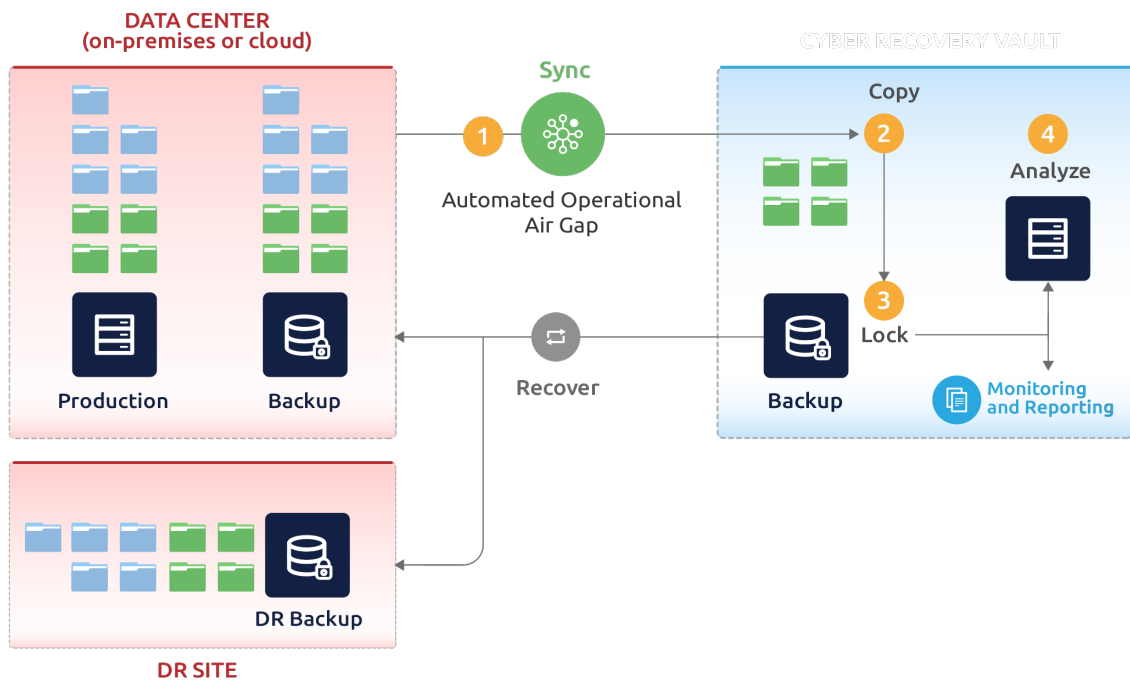 DATA CENTER
(on-premises or cloud)
CYBER RECOVERY VAULT
Sync
Copy
1
2
4
Analyze
Automated Operational
Air Gap
3
Lock
Production
Backup
Recover
Backup
Monitoring
and Reporting
DR Backup
DR SITE